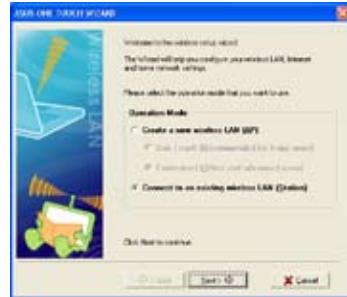 ASUS ONE TOUCH WIZARD
Wireless LAN
Welcome to the wireless setup wizard.
The Wizard will help you configure your wireless LAN, Internet
and home network settings.
Please select the operation mode that you want to use.
Operation Mode
Create a new wireless LAN (AP)
Connect to an existing wireless LAN (Station)
Click Next to continue.
Next
Cancel